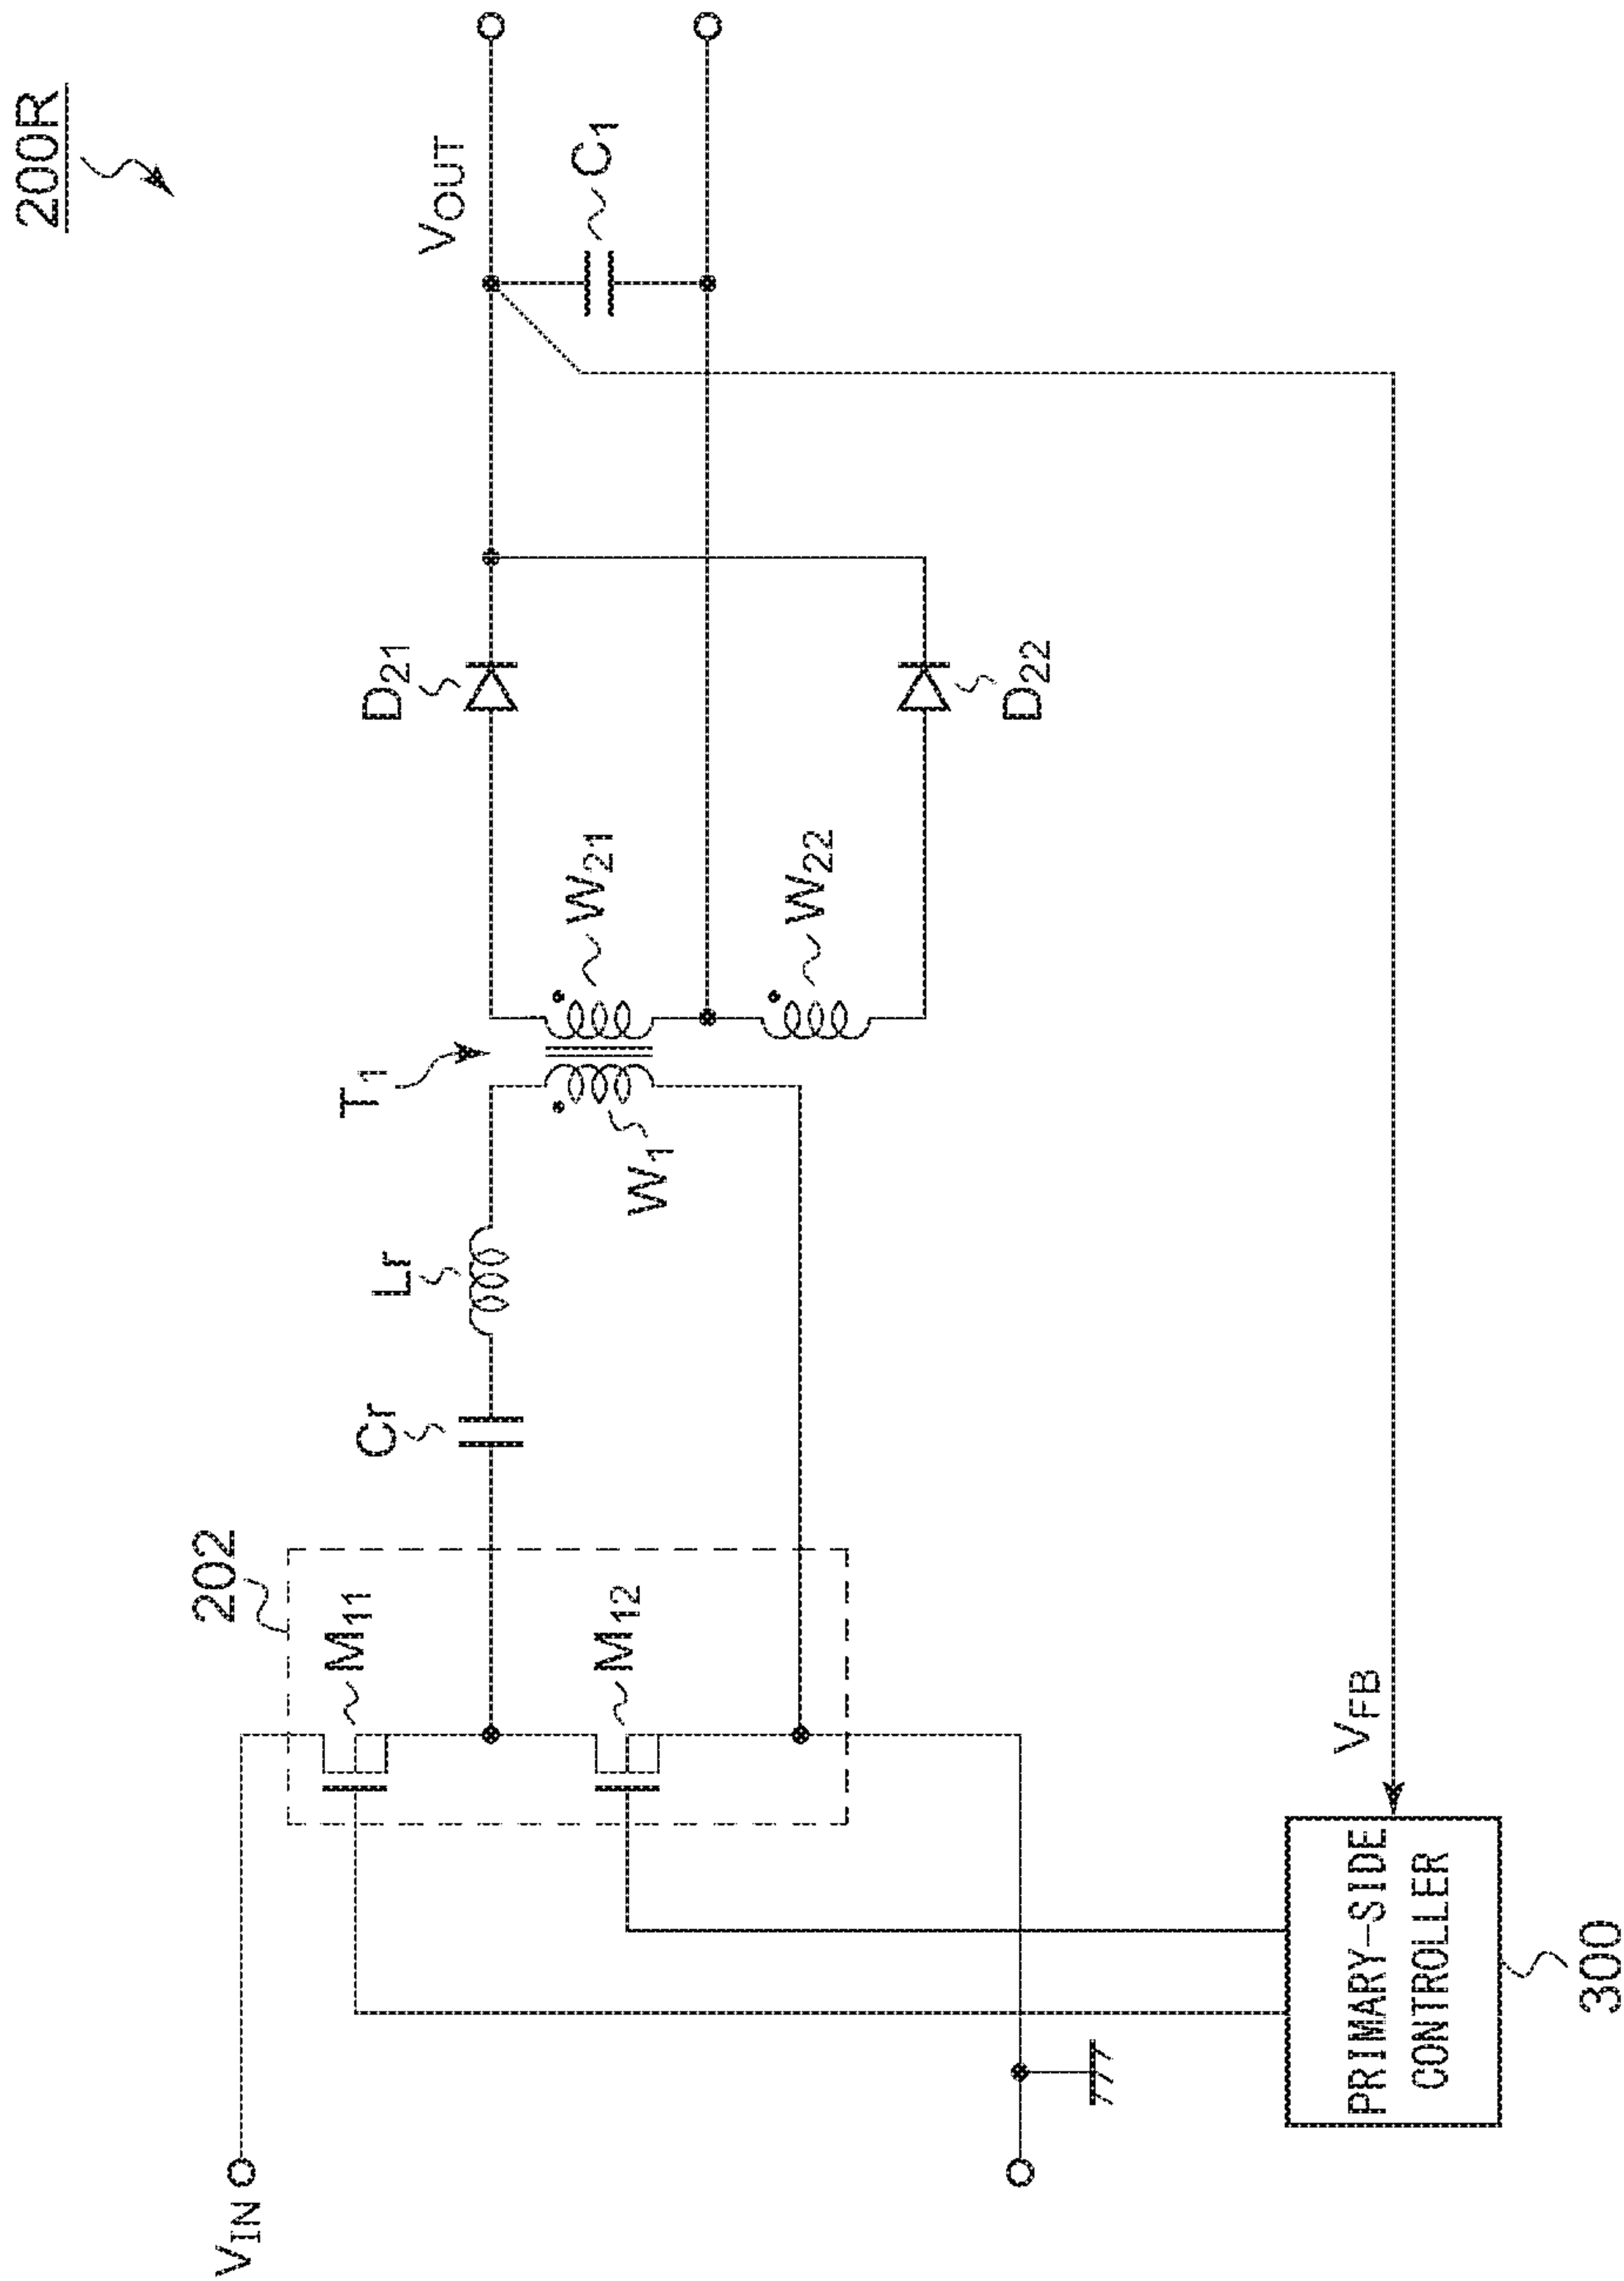 200R
VIN
202
M11
M12
Cr
Lr
T1
W1
W21
W22
D21
D22
VOUT
C1
VFB
PRIMARY-SIDE
CONTROLLER
300